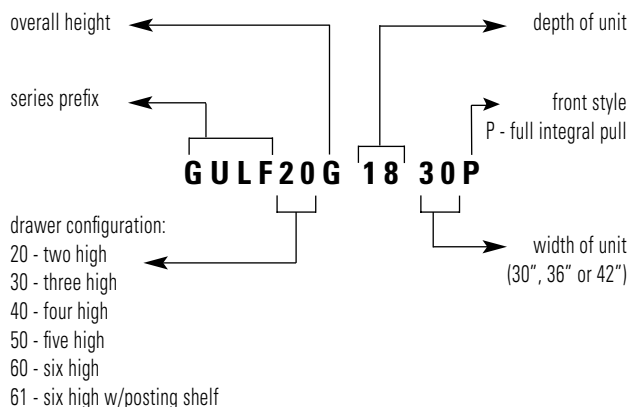 overall height
depth of unit
series prefix
front style
P - full integral pull
GULF20G 18 30P
drawer configuration:
20 - two high
30 - three high
40 - four high
50 - five high
60 - six high
61 - six high w/posting shelf
width of unit
(30”, 36” or 42”)